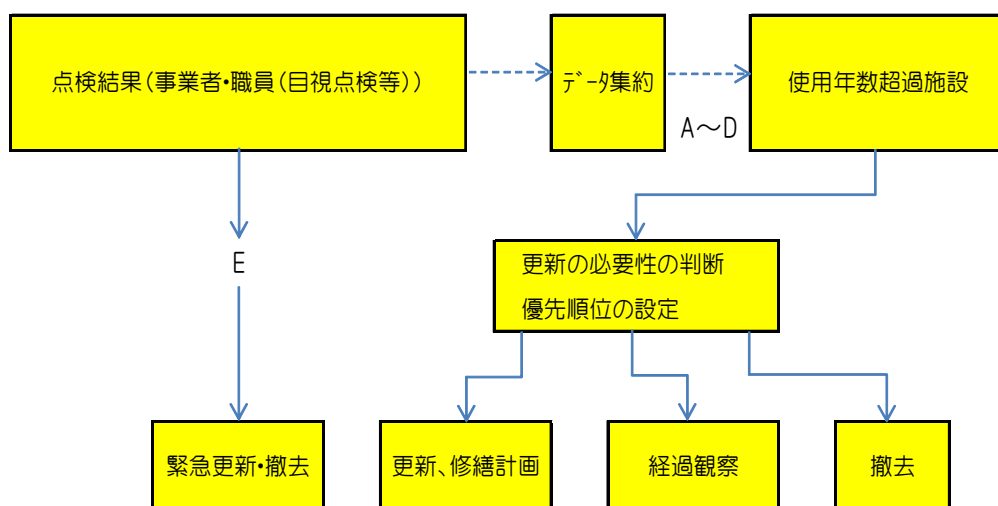 点検結果(事業者・職員(目視点検等))
ﾃﾞｰﾀ集約
使用年数超過施設
A～D
E
更新の必要性の判断
優先順位の設定
緊急更新・撤去
更新、修繕計画
経過観察
撤去